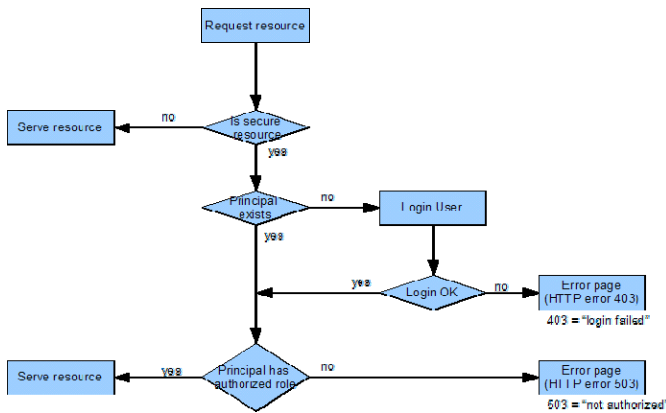 Request resource
Is secure
resource
no
Serve resource
yes
Principal
exists
no
Login User
yes
Login OK
yes
no
Error page
(HTTP error 403)
403 = "login failed"
Principal has
authorized role
yes
Serve resource
no
Error page
(HTTP error 503)
503 = "not authorized"